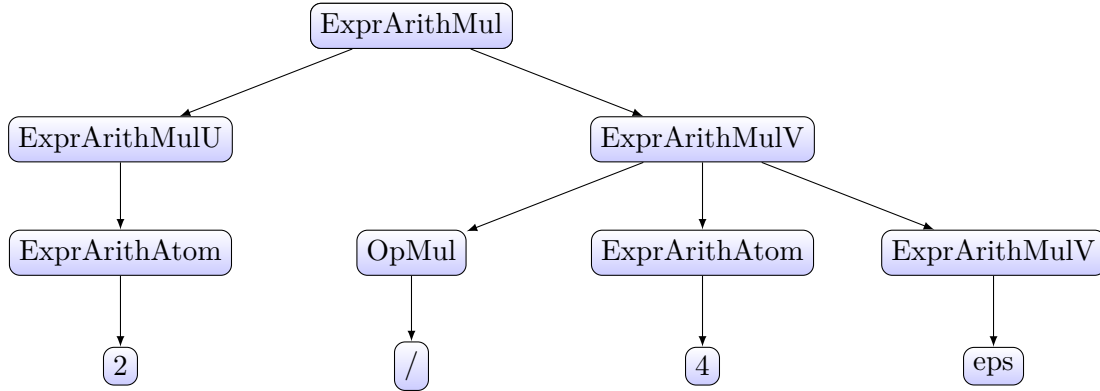 ExprArithMul
ExprArithMulU ExprArithMulV
ExprArithAtom OpMul ExprArithAtom ExprArithMulV
2 / 4 eps